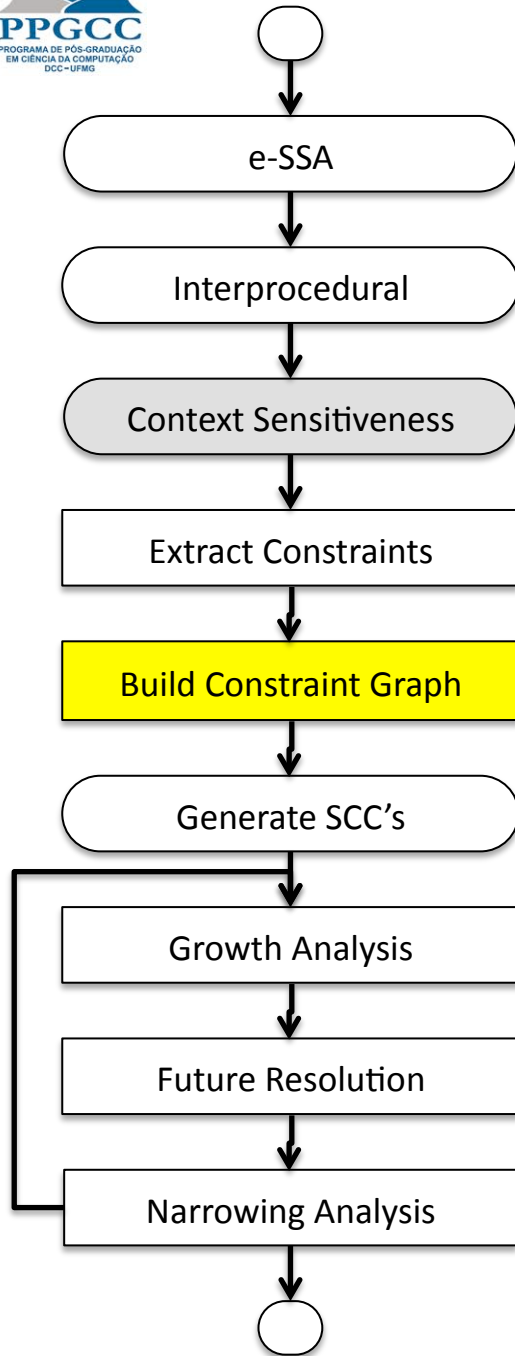 PPGCC
PROGRAMA DE PÓS-GRADUAÇÃO
EM CIÊNCIA DA COMPUTAÇÃO
DCC-UFMG
e-SSA
Interprocedural
Context Sensitiveness
Extract Constraints
Build Constraint Graph
Generate SCC’s
Growth Analysis
Future Resolution
Narrowing Analysis